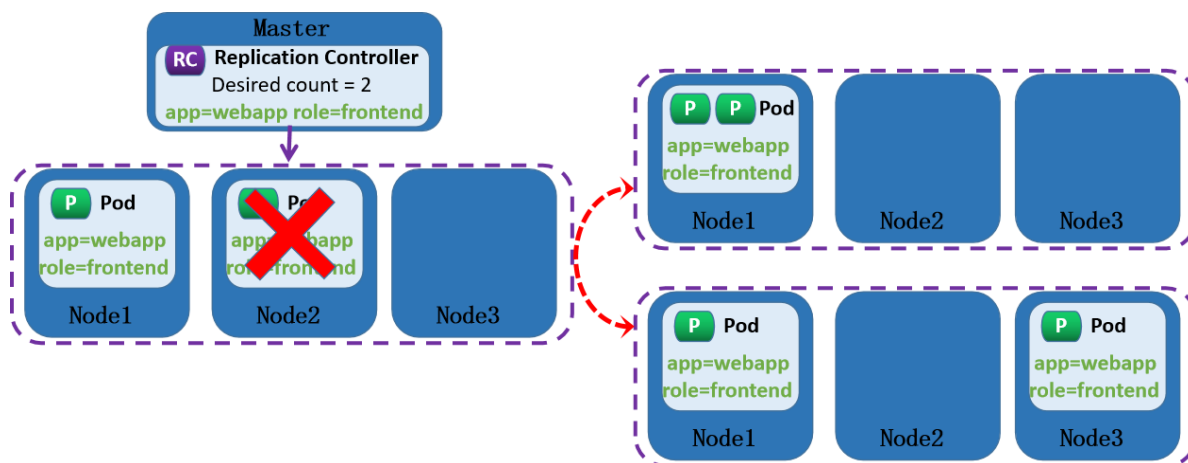 Master
RC Replication Controller
Desired count = 2
app=webapp role=frontend
P Pod
app=webapp
role=frontend
Node1
role=frontend
Node2
Node3
P P Pod
app=webapp
role=frontend
Node1
Node2
Node3
P Pod
app=webapp
role=frontend
Node1
Node2
P Pod
app=webapp
role=frontend
Node3